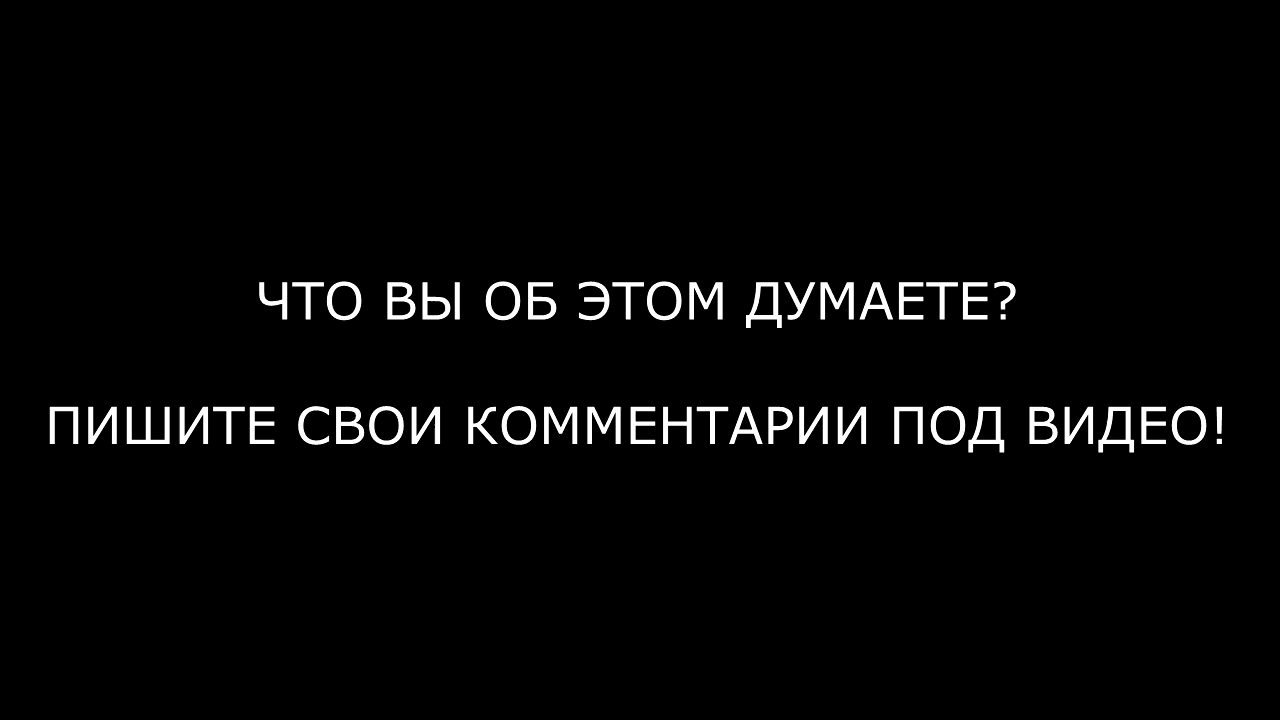 ЧТО ВЫ ОБ ЭТОМ ДУМАЕТЕ?
ПИШИТЕ СВОИ КОММЕНТАРИИ ПОД ВИДЕО!